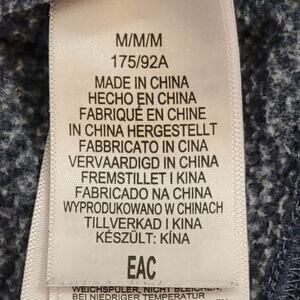 M/M/M
175/92A
MADE IN CHINA
HECHO EN CHINA
FABRIQUÉ EN CHINE
IN CHINA HERGESTELLT
FABBRICATO IN CINA
VERVAARDIGD IN CHINA
FREMSTILLET I KINA
FABRICADO NA CHINA
WYPRODUKOWANO W CHINACH
TILLVERKAD I KINA
KÉSZÜLT: KÍNA
EAC
WEICHSPÜLER, NICHT BLEICHEN,
BEI NIEDRIGER TEMPERATUR